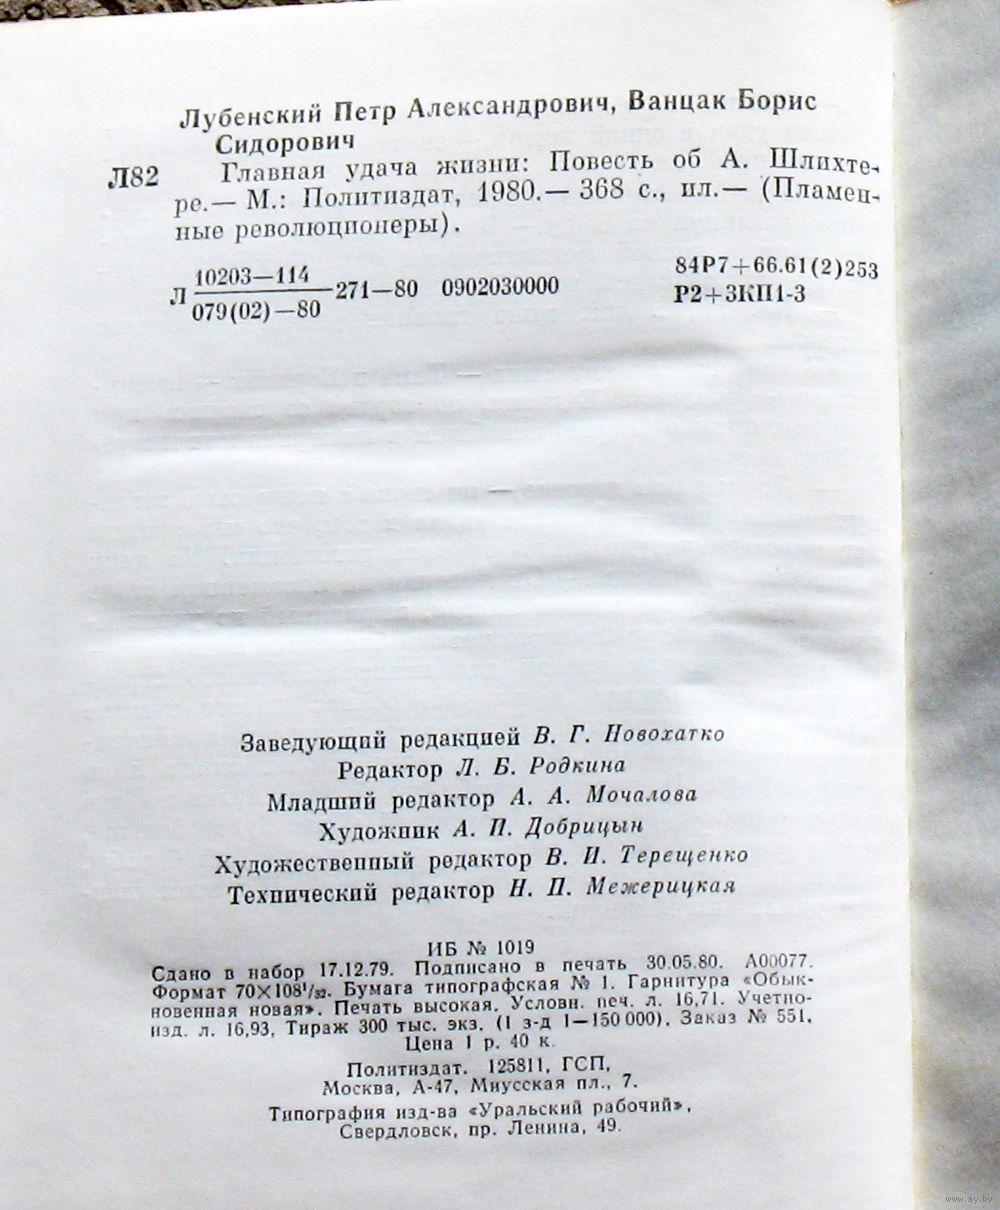 Лубенский Петр Александрович, Ванцак Борис
Сидорович
Л82
Главная удача жизни: Повесть об А. Шлихте-
ре.— М.: Политиздат, 1980.— 368 с., ил.— (Пламен-
ные революционеры).
10203—114
Л 271—80 0902030000
079(02)—80
84Р7+66.61(2)253
Р2+3КП1-3
Заведующий редакцией В. Г. Новохатко
Редактор Л. Б. Родкина
Младший редактор А. А. Мочалова
Художник А. И. Добрицын
Художественный редактор В. И. Терещенко
Технический редактор Н. П. Межерицкая
ИБ № 1019
Сдано в набор 17.12.79. Подписано в печать 30.05.80. А00077.
Формат 70×108¹/₃₂. Бумага типографская № 1. Гарнитура «Обык-
новенная новая». Печать высокая. Условн. печ. л. 16,71. Учетно-
изд. л. 16,93. Тираж 300 тыс. экз. (1 з-д 1—150 000). Заказ № 551.
Цена 1 р. 40 к.
Политиздат. 125811, ГСП,
Москва, А-47, Миусская пл., 7.
Типография изд-ва «Уральский рабочий»,
Свердловск, пр. Ленина, 49.
www.ay.by